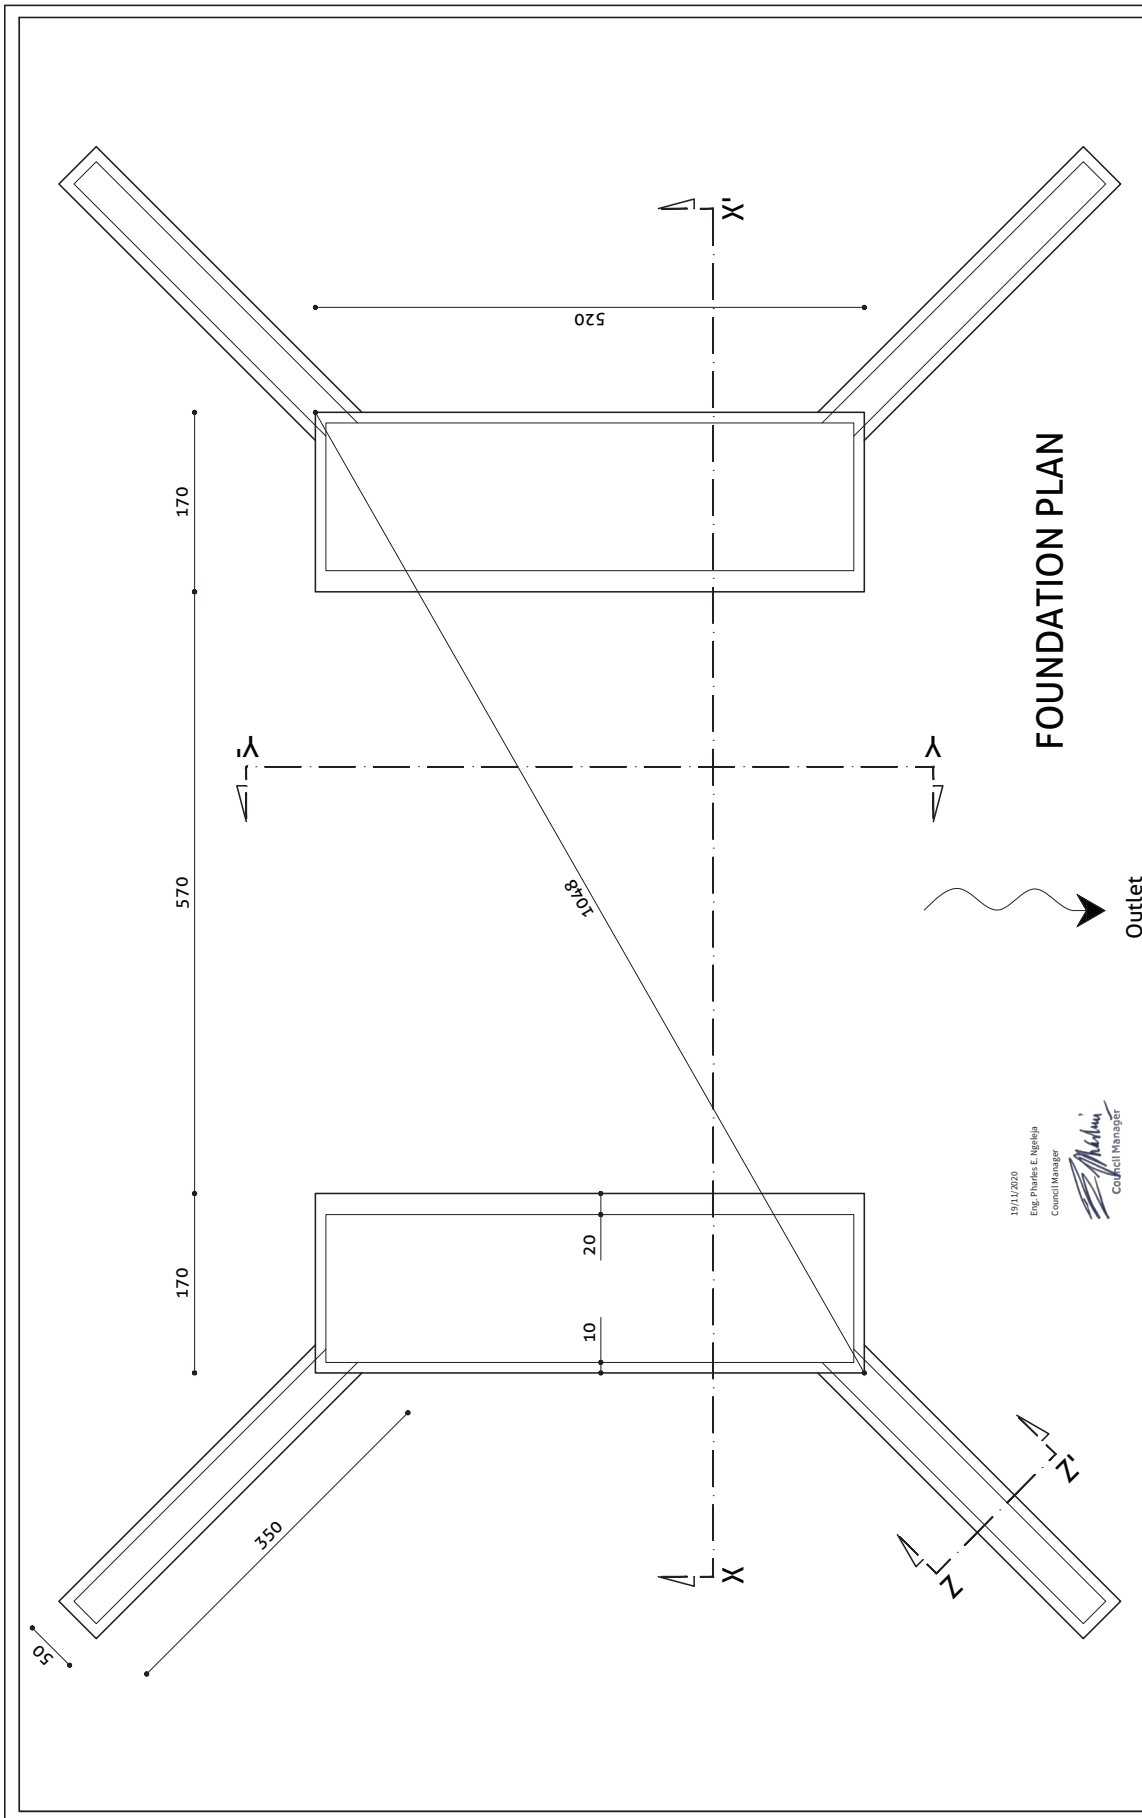 X'
520
170
FOUNDATION PLAN
Y'
Y
570
1048
Outlet
20
10
170
350
50
X
Z
Z'
19/11/2020
Eng. Pharles E. Ngeleja
Council Manager
Council Manager